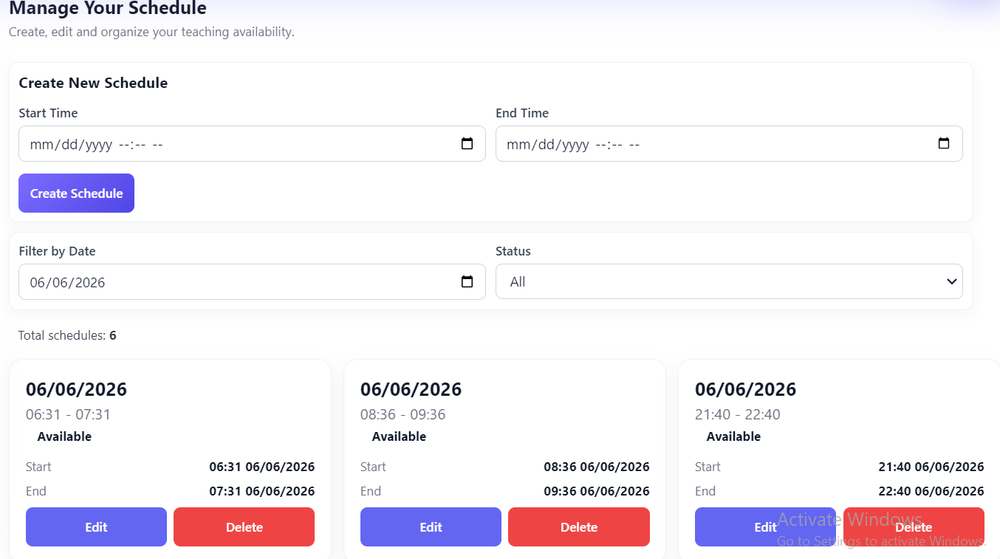 Manage Your Schedule
Create, edit and organize your teaching availability.
Create New Schedule
Start Time End Time
mm/dd/yyyy --:-- -- mm/dd/yyyy --:-- --
Create Schedule
Filter by Date Status
06/06/2026 All
Total schedules: 6
06/06/2026 06/06/2026 06/06/2026
06:31 - 07:31 08:36 - 09:36 21:40 - 22:40
Available Available Available
Start 06:31 06/06/2026 Start 08:36 06/06/2026 Start 21:40 06/06/2026
End 07:31 06/06/2026 End 09:36 06/06/2026 End 22:40 06/06/2026
Edit Delete Edit Delete Edit Delete
Activate Windows
Go to Settings to activate Windows.